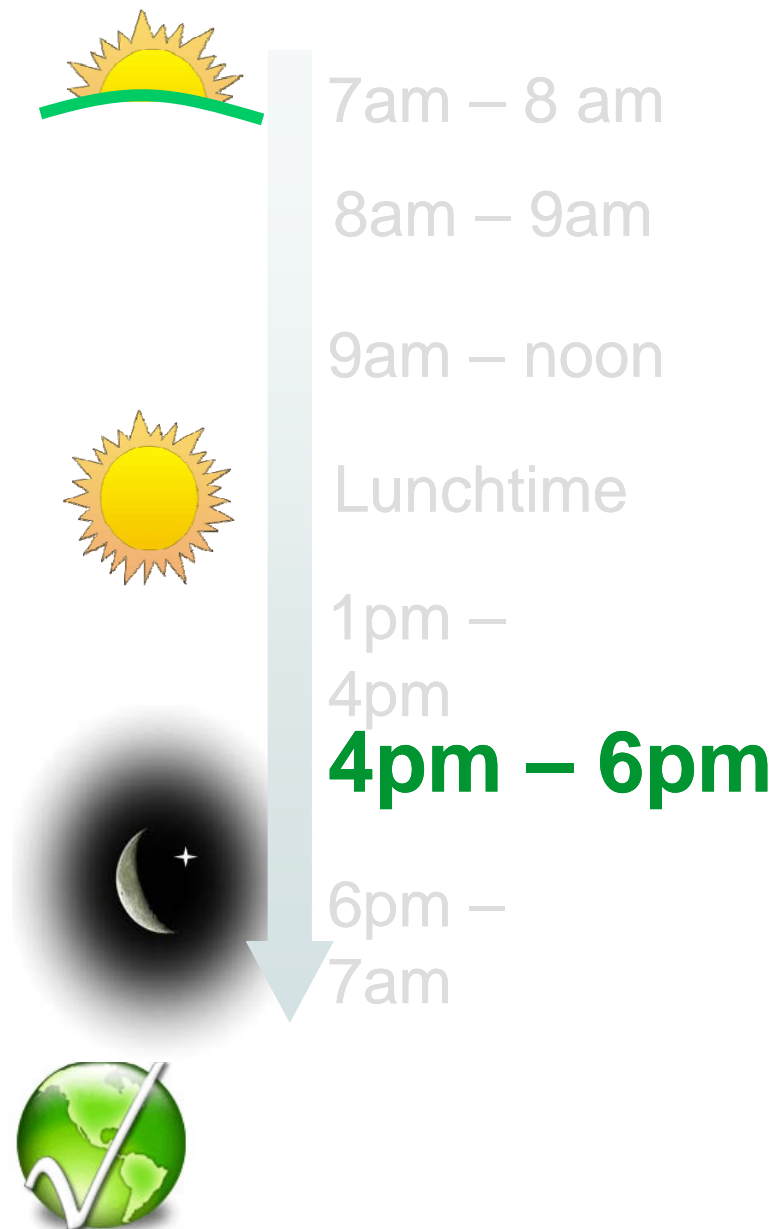 7am – 8 am
8am – 9am
9am – noon
Lunchtime
1pm –
4pm
4pm – 6pm
6pm –
7am